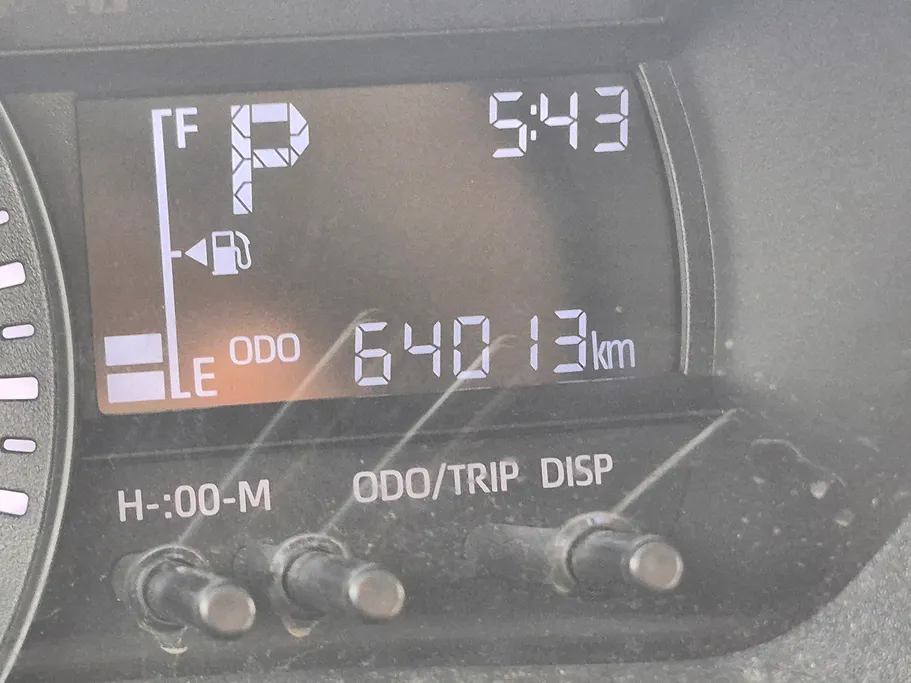 F P 5:43
ODO 64013km
E
H-:00-M ODO/TRIP DISP